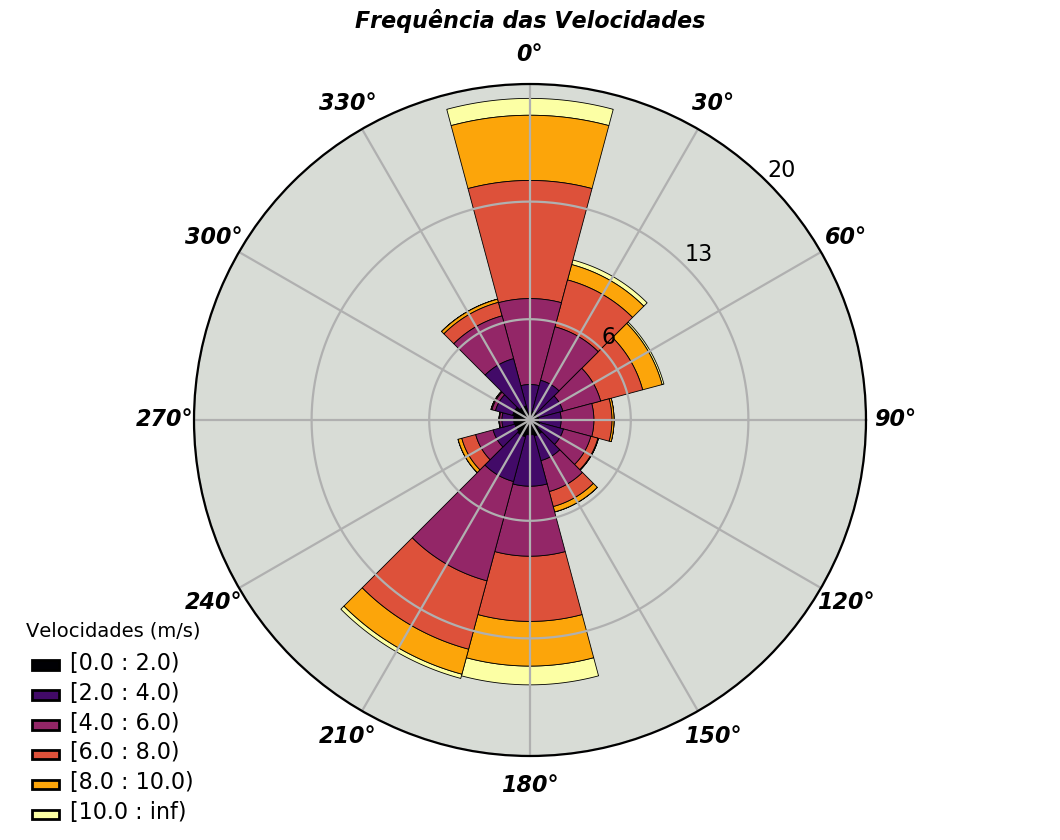 Frequência das Velocidades
0°
330°
30°
20
300°
60°
13
6
270°
90°
240°
120°
210°
150°
180°
Velocidades (m/s)
[0.0 : 2.0)
[2.0 : 4.0)
[4.0 : 6.0)
[6.0 : 8.0)
[8.0 : 10.0)
[10.0 : inf)